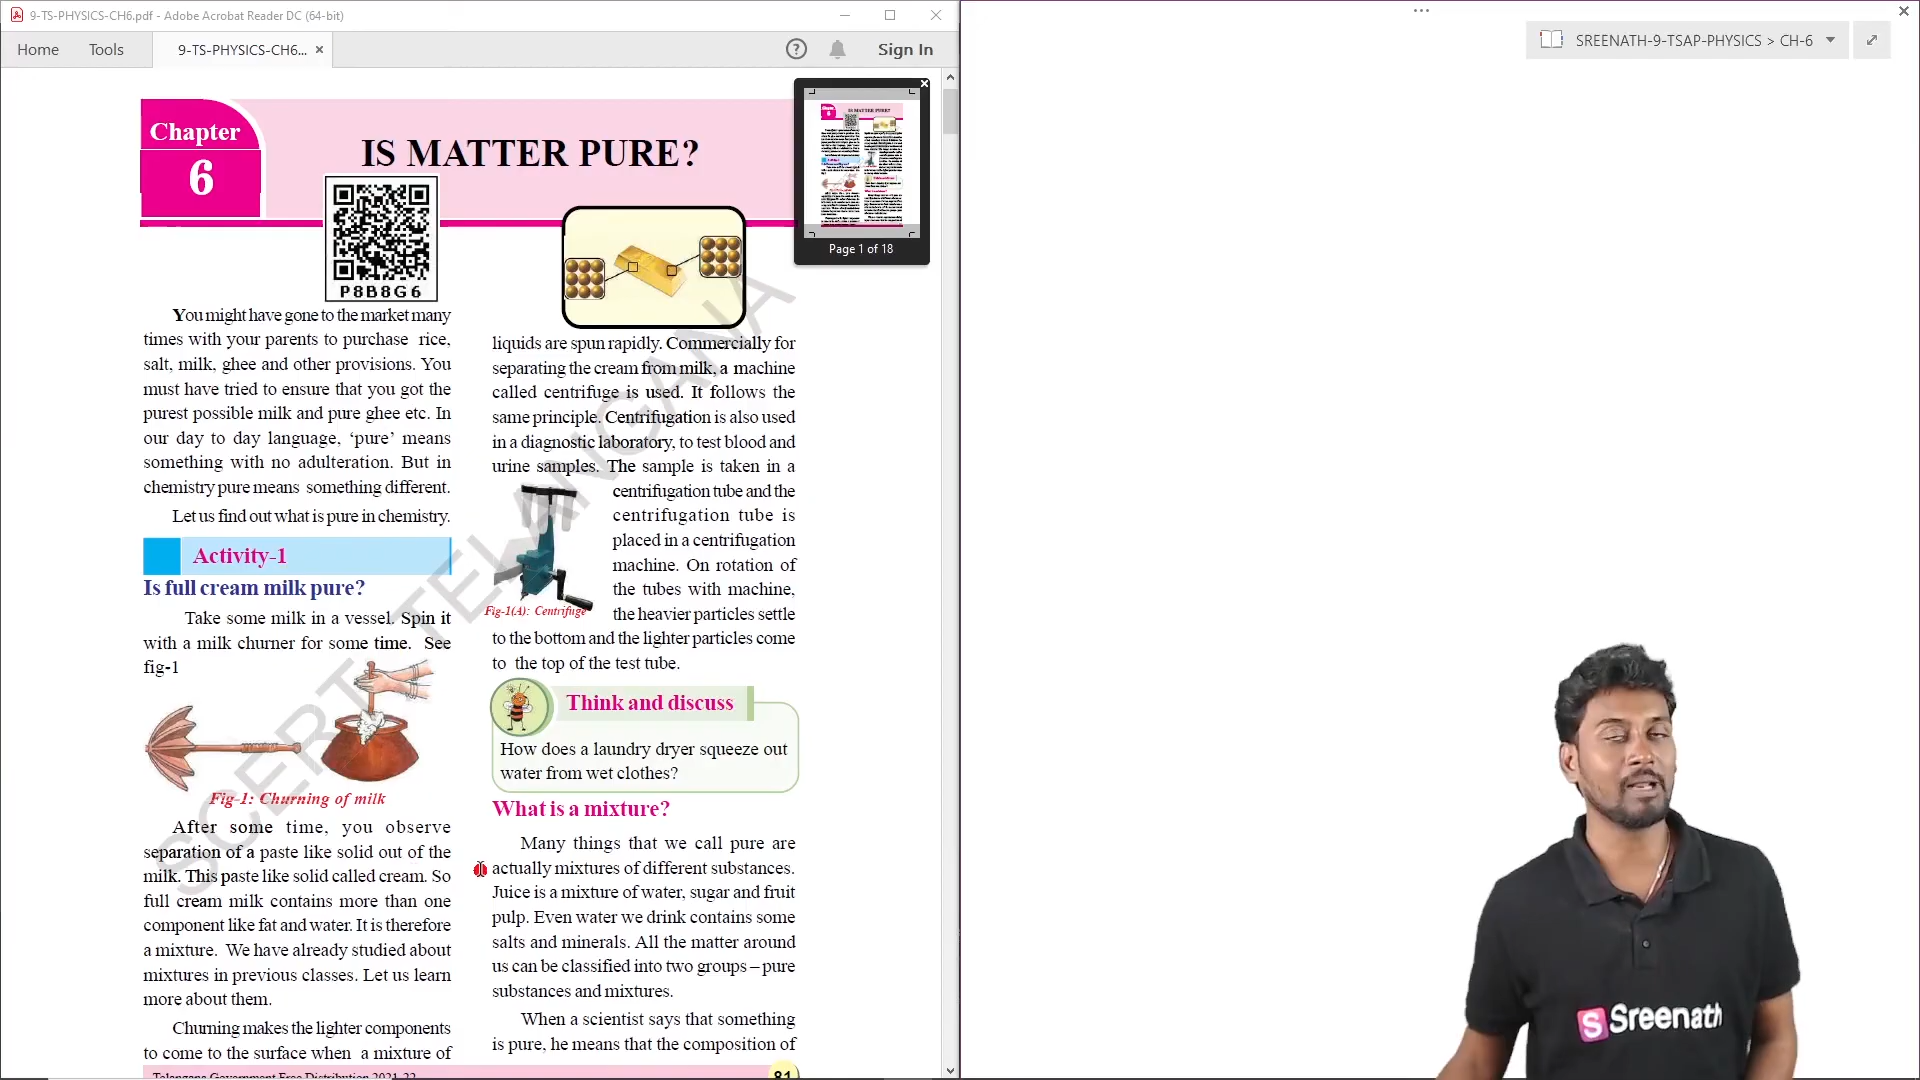 9-TS-PHYSICS-CH6.pdf - Adobe Acrobat Reader DC (64-bit)
Home
Tools
9-TS-PHYSICS-CH6...
Sign In
SREENATH-9-TSAP-PHYSICS > CH-6
Chapter
6
IS MATTER PURE?
P8B8G6
Page 1 of 18
You might have gone to the market many
times with your parents to purchase rice,
salt, milk, ghee and other provisions. You
must have tried to ensure that you got the
purest possible milk and pure ghee etc. In
our day to day language, ‘pure’ means
something with no adulteration. But in
chemistry pure means something different.
Let us find out what is pure in chemistry.
Activity-1
Is full cream milk pure?
Take some milk in a vessel. Spin it
with a milk churner for some time. See
fig-1
Fig-1: Churning of milk
After some time, you observe
separation of a paste like solid out of the
milk. This paste like solid called cream. So
full cream milk contains more than one
component like fat and water. It is therefore
a mixture. We have already studied about
mixtures in previous classes. Let us learn
more about them.
Churning makes the lighter components
to come to the surface when a mixture of
liquids are spun rapidly. Commercially for
separating the cream from milk, a machine
called centrifuge is used. It follows the
same principle. Centrifugation is also used
in a diagnostic laboratory, to test blood and
urine samples. The sample is taken in a
centrifugation tube and the
centrifugation tube is
placed in a centrifugation
machine. On rotation of
the tubes with machine,
the heavier particles settle
Fig-1(A): Centrifuge
to the bottom and the lighter particles come
to the top of the test tube.
Think and discuss
How does a laundry dryer squeeze out
water from wet clothes?
What is a mixture?
Many things that we call pure are
actually mixtures of different substances.
Juice is a mixture of water, sugar and fruit
pulp. Even water we drink contains some
salts and minerals. All the matter around
us can be classified into two groups – pure
substances and mixtures.
When a scientist says that something
is pure, he means that the composition of
Telangana Government Free Distribution 2021-22
81
SCERT TELANGANA
S Sreenath